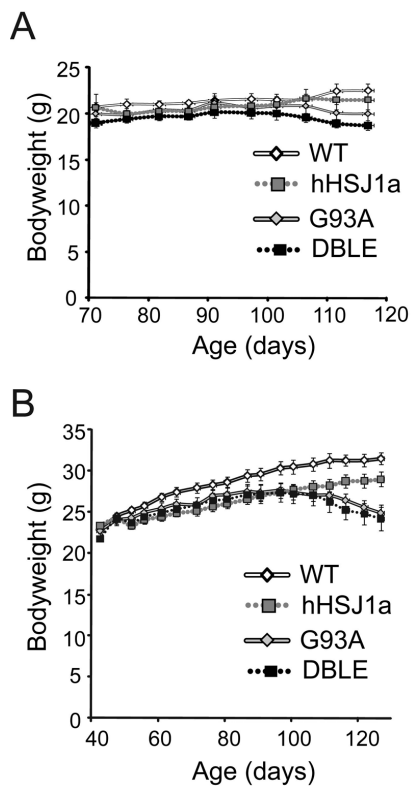 A
25
20
15
10
5
0
Bodyweight (g)
WT
hHSJ1a
G93A
DBLE
70 80 90 100 110 120
Age (days)
B
35
30
25
20
15
10
5
0
Bodyweight (g)
WT
hHSJ1a
G93A
DBLE
40 60 80 100 120
Age (days)